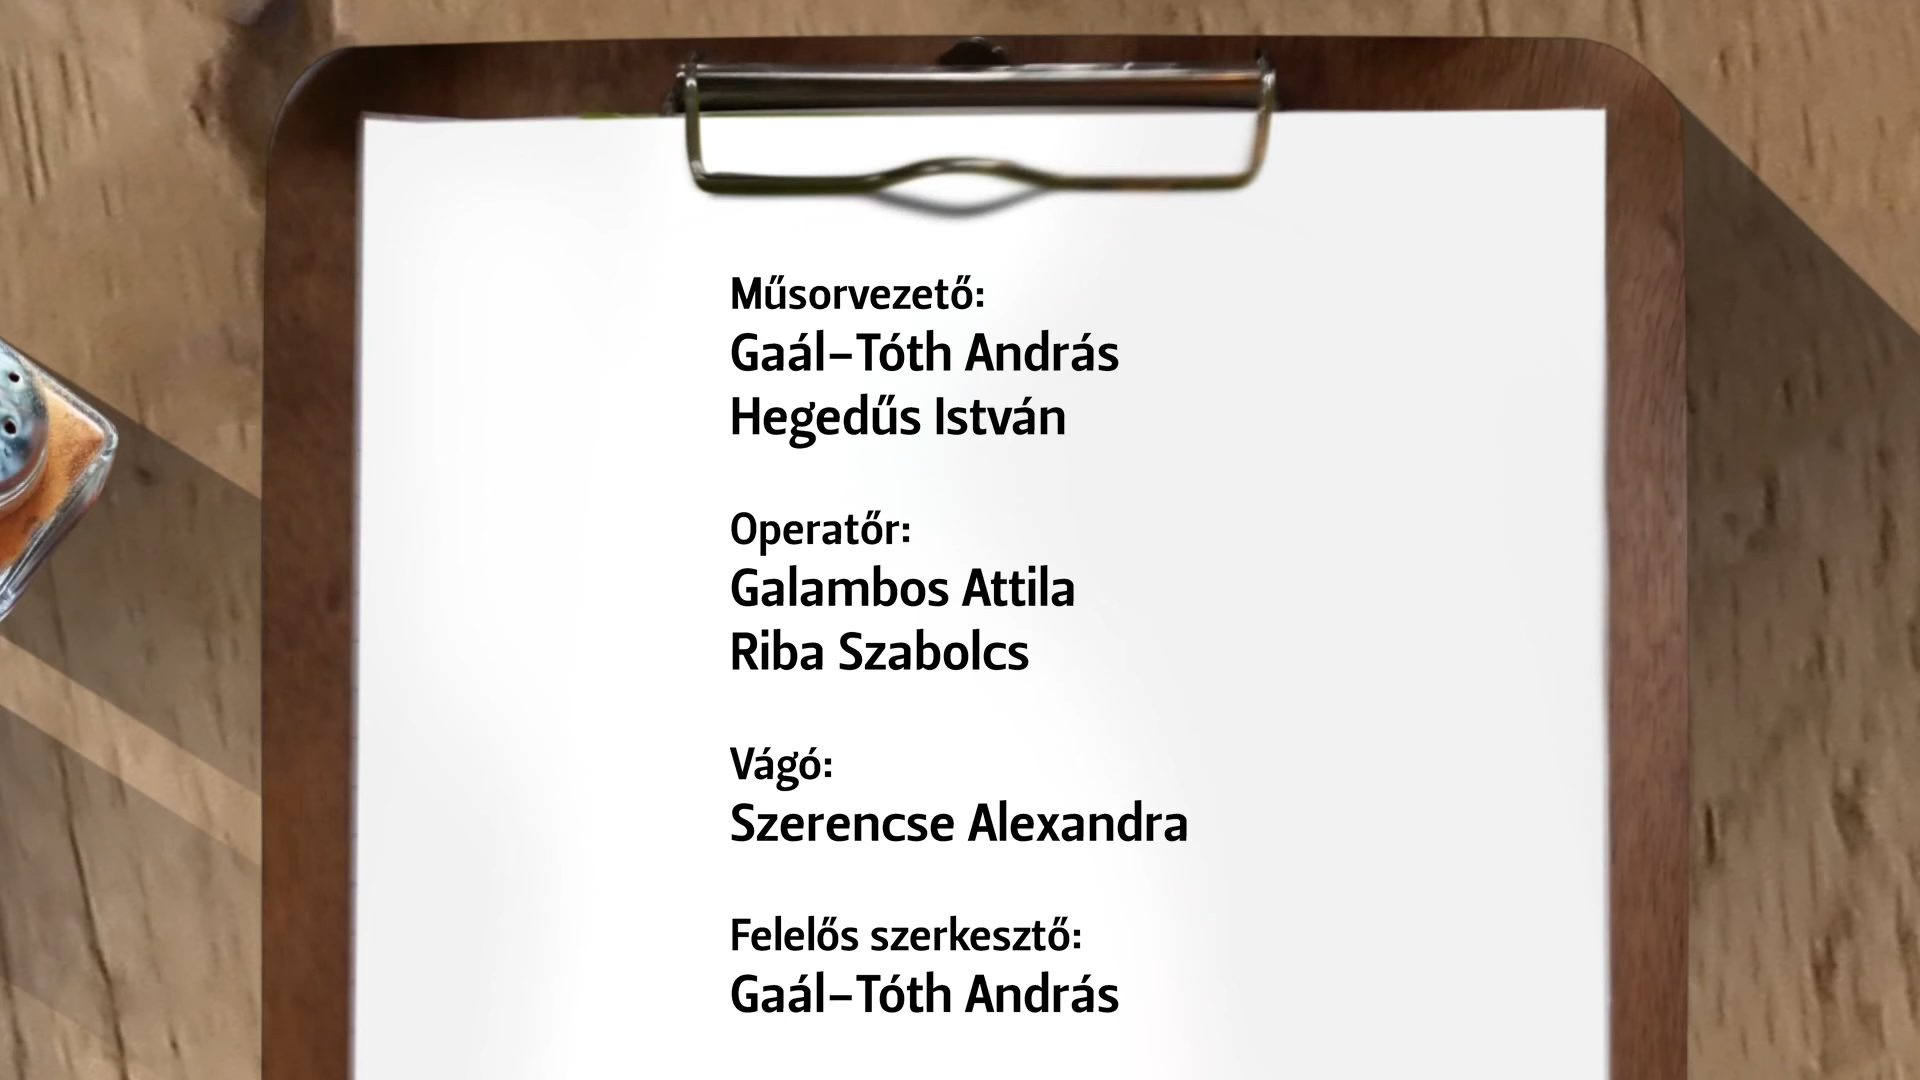 Műsorvezető:
Gaál–Tóth András
Hegedűs István
Operatőr:
Galambos Attila
Riba Szabolcs
Vágó:
Szerencse Alexandra
Felelős szerkesztő:
Gaál–Tóth András